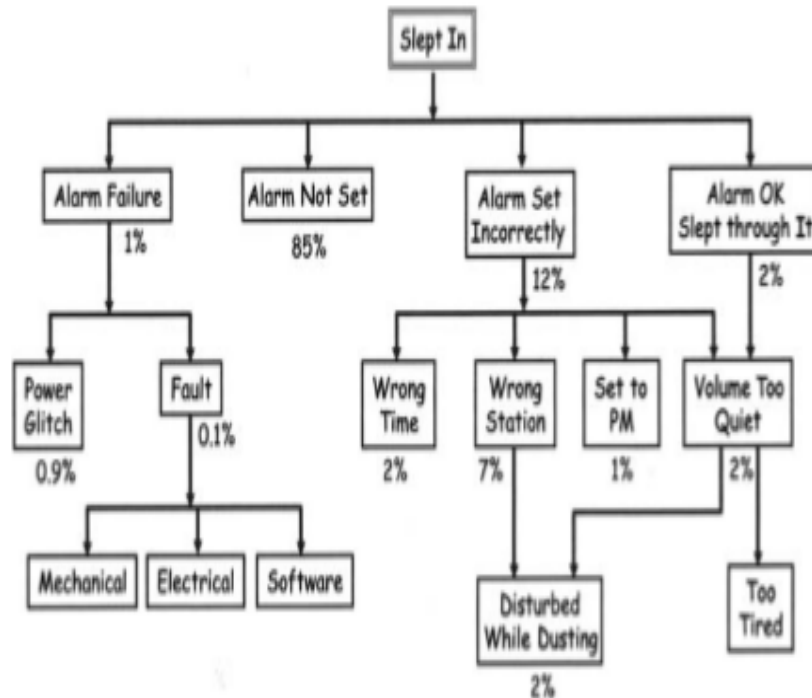 Slept In
Alarm Failure
1%
Alarm Not Set
85%
Alarm Set
Incorrectly
12%
Alarm OK
Slept through It
2%
Power
Glitch
0.9%
Fault
0.1%
Wrong
Time
2%
Wrong
Station
7%
Set to
PM
1%
Volume Too
Quiet
2%
Mechanical
Electrical
Software
Disturbed
While Dusting
2%
Too
Tired